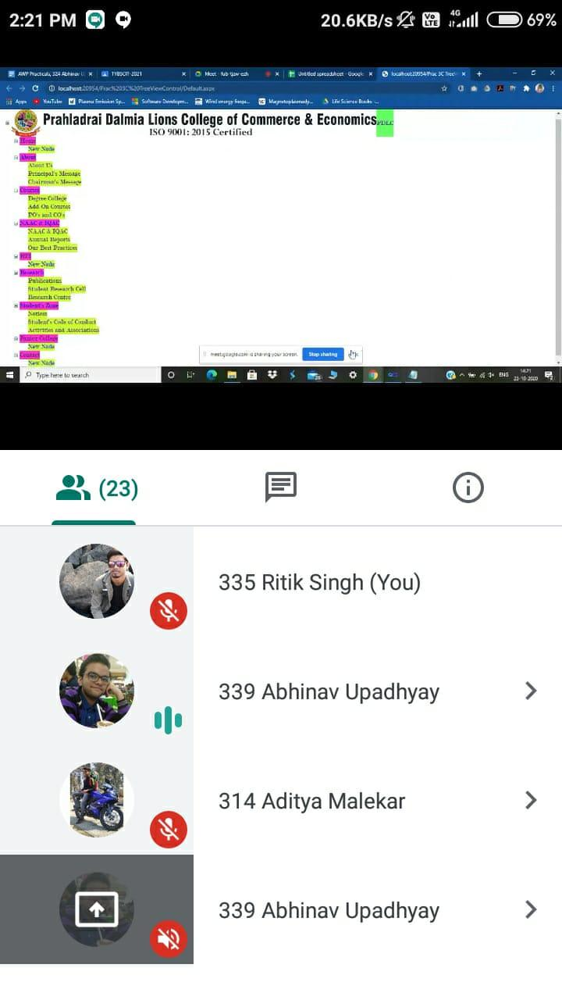 2:21 PM
20.6KB/s
Vo LTE
4G
69%
AWP Practicals, 324 Abhinav U
TYBSCIT-2021
Untitled spreadsheet - Google
localhost:20954/Prac 3C Tree
localhost:20954/Prac%203C%20TreeViewControl/Default.aspx
Apps
YouTube
Plasma Emission Sp...
Software Developm...
Wind energy frequ...
Magnetoplasmady...
Life Science Books -...
Prahladrai Dalmia Lions College of Commerce & Economics
PDLC
ISO 9001: 2015 Certified
Home
New Node
About
About Us
Principal's Message
Chairman's Message
Courses
Degree College
Add On Courses
PO's and CO's
NAAC & IQAC
NAAC & IQAC
Annual Reports
Our Best Practices
RTI
New Node
Research
Publications
Student Research Cell
Research Centre
Student's Zone
Notices
Student's Code of Conduct
Activities and Associations
Junior College
New Node
Contact
New Node
meet.google.com is sharing your screen.
Stop sharing
Type here to search
ENG
14:21
23-10-2020
(23)
335 Ritik Singh (You)
339 Abhinav Upadhyay
314 Aditya Malekar
339 Abhinav Upadhyay